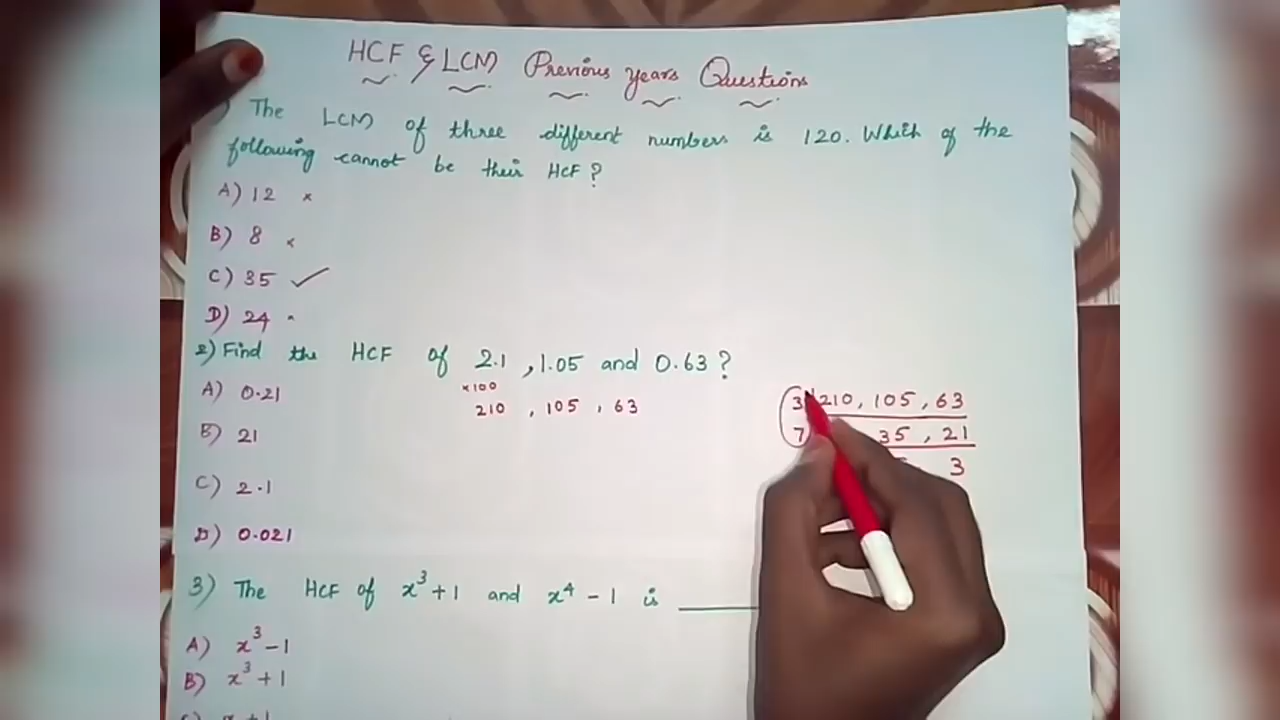 HCF & LCM Previous years Questions
) The LCM of three different numbers is 120. Which of the
following cannot be their HCF?
A) 12 ×
B) 8 ×
C) 35 ✓
D) 24
2) Find the HCF of 2.1, 1.05 and 0.63?
×100
A) 0.21
210, 105, 63
B) 21
C) 2.1
D) 0.021
3 210, 105, 63
7 35, 21
3
3) The HCF of x³+1 and x⁴-1 is ______
A) x³-1
B) x³+1